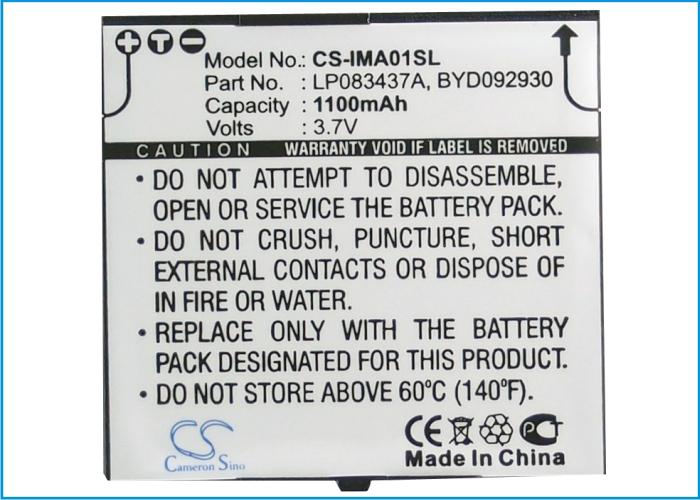 + T -
Model No.: CS-IMA01SL
Part No. : LP083437A, BYD092930
Capacity : 1100mAh
Volts : 3.7V
CAUTION WARRANTY VOID IF LABEL IS REMOVED
• DO NOT ATTEMPT TO DISASSEMBLE,
OPEN OR SERVICE THE BATTERY PACK.
• DO NOT CRUSH, PUNCTURE, SHORT
EXTERNAL CONTACTS OR DISPOSE OF
IN FIRE OR WATER.
• REPLACE ONLY WITH THE BATTERY PACK
DESIGNATED FOR THIS PRODUCT.
• DO NOT STORE ABOVE 60°C (140°F).
CS
Cameron Sino
CE PCT
Made in China